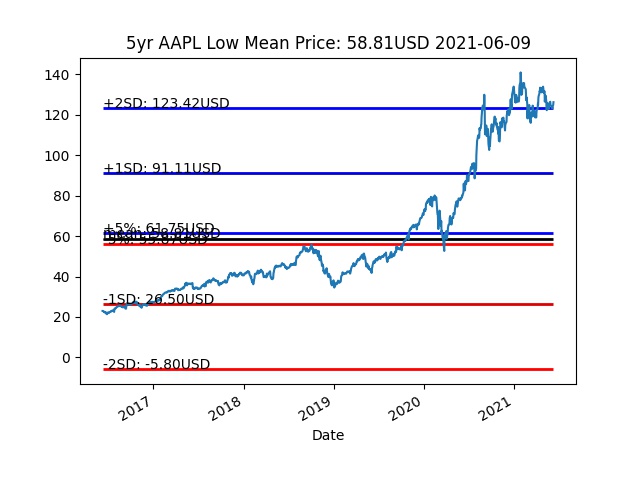 5yr AAPL Low Mean Price: 58.81USD 2021-06-09
140
120
100
80
60
40
20
0
+2SD: 123.42USD
+1SD: 91.11USD
+5%: 61.75USD
-5%: 55.87USD
-1SD: 26.50USD
-2SD: -5.80USD
2017
2018
2019
2020
2021
Date